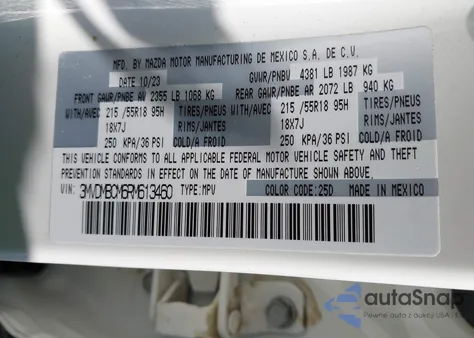 MFD. BY MAZDA MOTOR MANUFACTURING DE MEXICO S.A. DE C.V.
DATE 10/23 GVWR/PNBV 4381 LB 1987 KG
FRONT GAWR/PNBE AV 2355 LB 1068 KG REAR GAWR/PNBE AR 2072 LB 940 KG
WITH/AVEC 215 /55R18 95H TIRES/PNEUS WITH/AVEC 215 /55R18 95H TIRES/PNEUS
18X7J RIMS/JANTES 18X7J RIMS/JANTES
250 KPA/36 PSI COLD/A FROID 250 KPA/36 PSI COLD/A FROID
THIS VEHICLE CONFORMS TO ALL APPLICABLE FEDERAL MOTOR VEHICLE SAFETY AND THEFT
PREVENTION STANDARDS IN EFFECT ON THE DATE OF MANUFACTURE SHOWN ABOVE.
VIN: 3MVDMBCM6RM613460 TYPE: MPV COLOR CODE: 25D MADE IN MEXICO
autoSnap
Pewne auto z aukcji USA